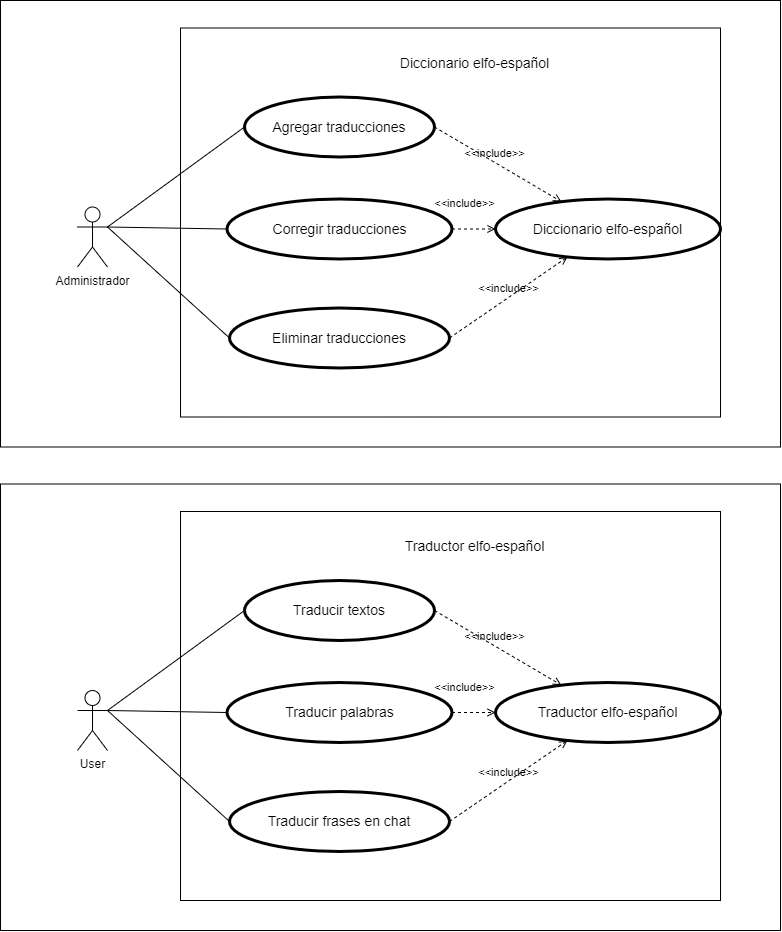 Diccionario elfo-español
Agregar traducciones
<<include>>
<<include>>
Corregir traducciones
Diccionario elfo-español
Administrador
<<include>>
Eliminar traducciones
Traductor elfo-español
Traducir textos
<<include>>
<<include>>
Traducir palabras
Traductor elfo-español
User
<<include>>
Traducir frases en chat